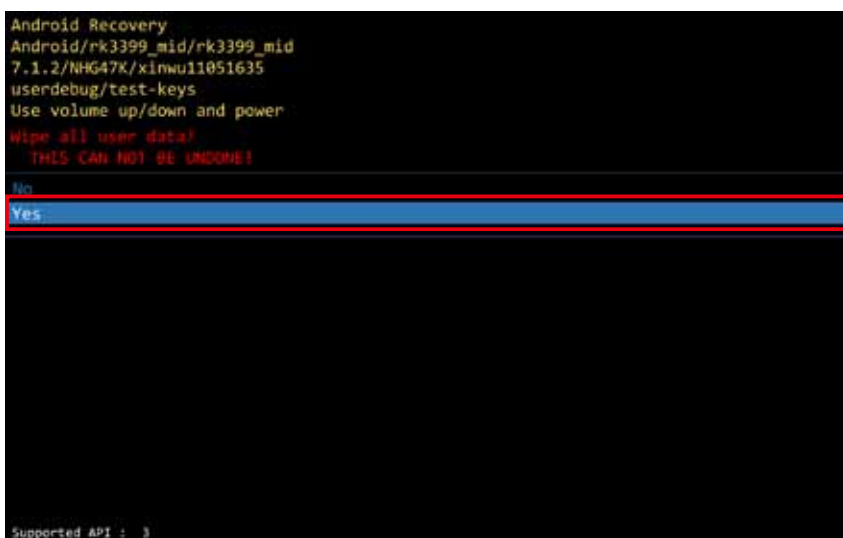 Android Recovery
Android/rk3399_mid/rk3399_mid
7.1.2/NHG47K/xinwu11051635
userdebug/test-keys
Use volume up/down and power
Wipe all user data?
THIS CAN NOT BE UNDONE!
No
Yes
Supported API : 3